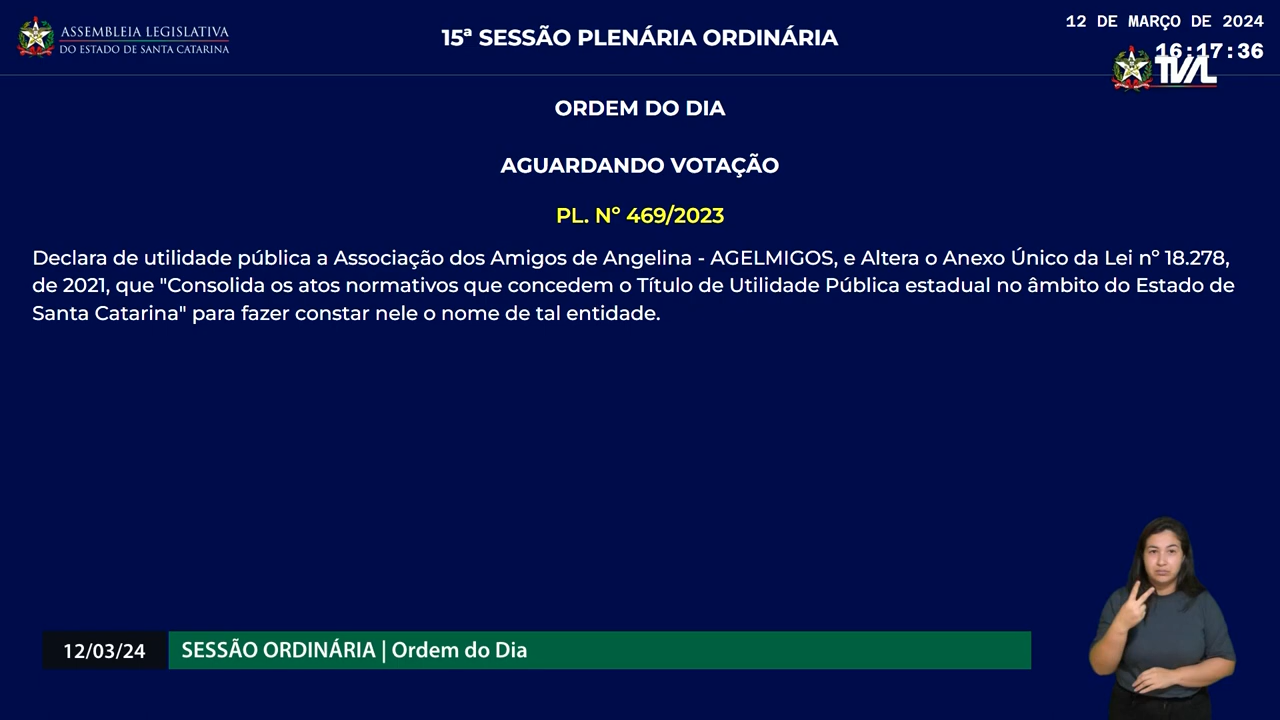 ASSEMBLEIA LEGISLATIVA
DO ESTADO DE SANTA CATARINA
15ª SESSÃO PLENÁRIA ORDINÁRIA
12 DE MARÇO DE 2024
16:17:36
TVAL
ORDEM DO DIA
AGUARDANDO VOTAÇÃO
PL. Nº 469/2023
Declara de utilidade pública a Associação dos Amigos de Angelina - AGELMIGOS, e Altera o Anexo Único da Lei nº 18.278,
de 2021, que "Consolida os atos normativos que concedem o Título de Utilidade Pública estadual no âmbito do Estado de
Santa Catarina" para fazer constar nele o nome de tal entidade.
12/03/24
SESSÃO ORDINÁRIA | Ordem do Dia